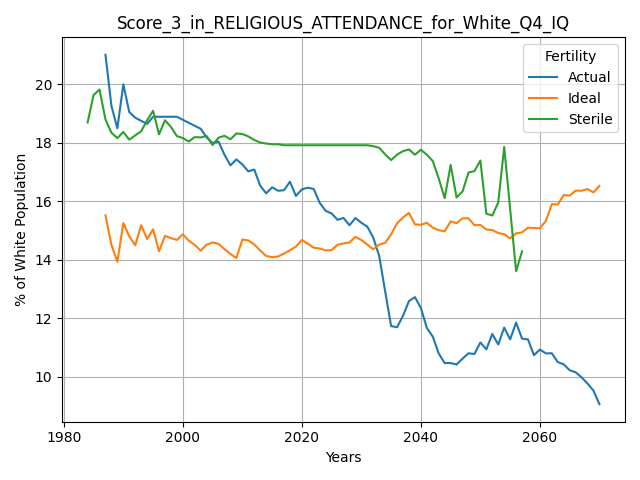 Score_3_in_RELIGIOUS_ATTENDANCE_for_White_Q4_IQ
Fertility
Actual
Ideal
Sterile
% of White Population
20
18
16
14
12
10
1980
2000
2020
2040
2060
Years